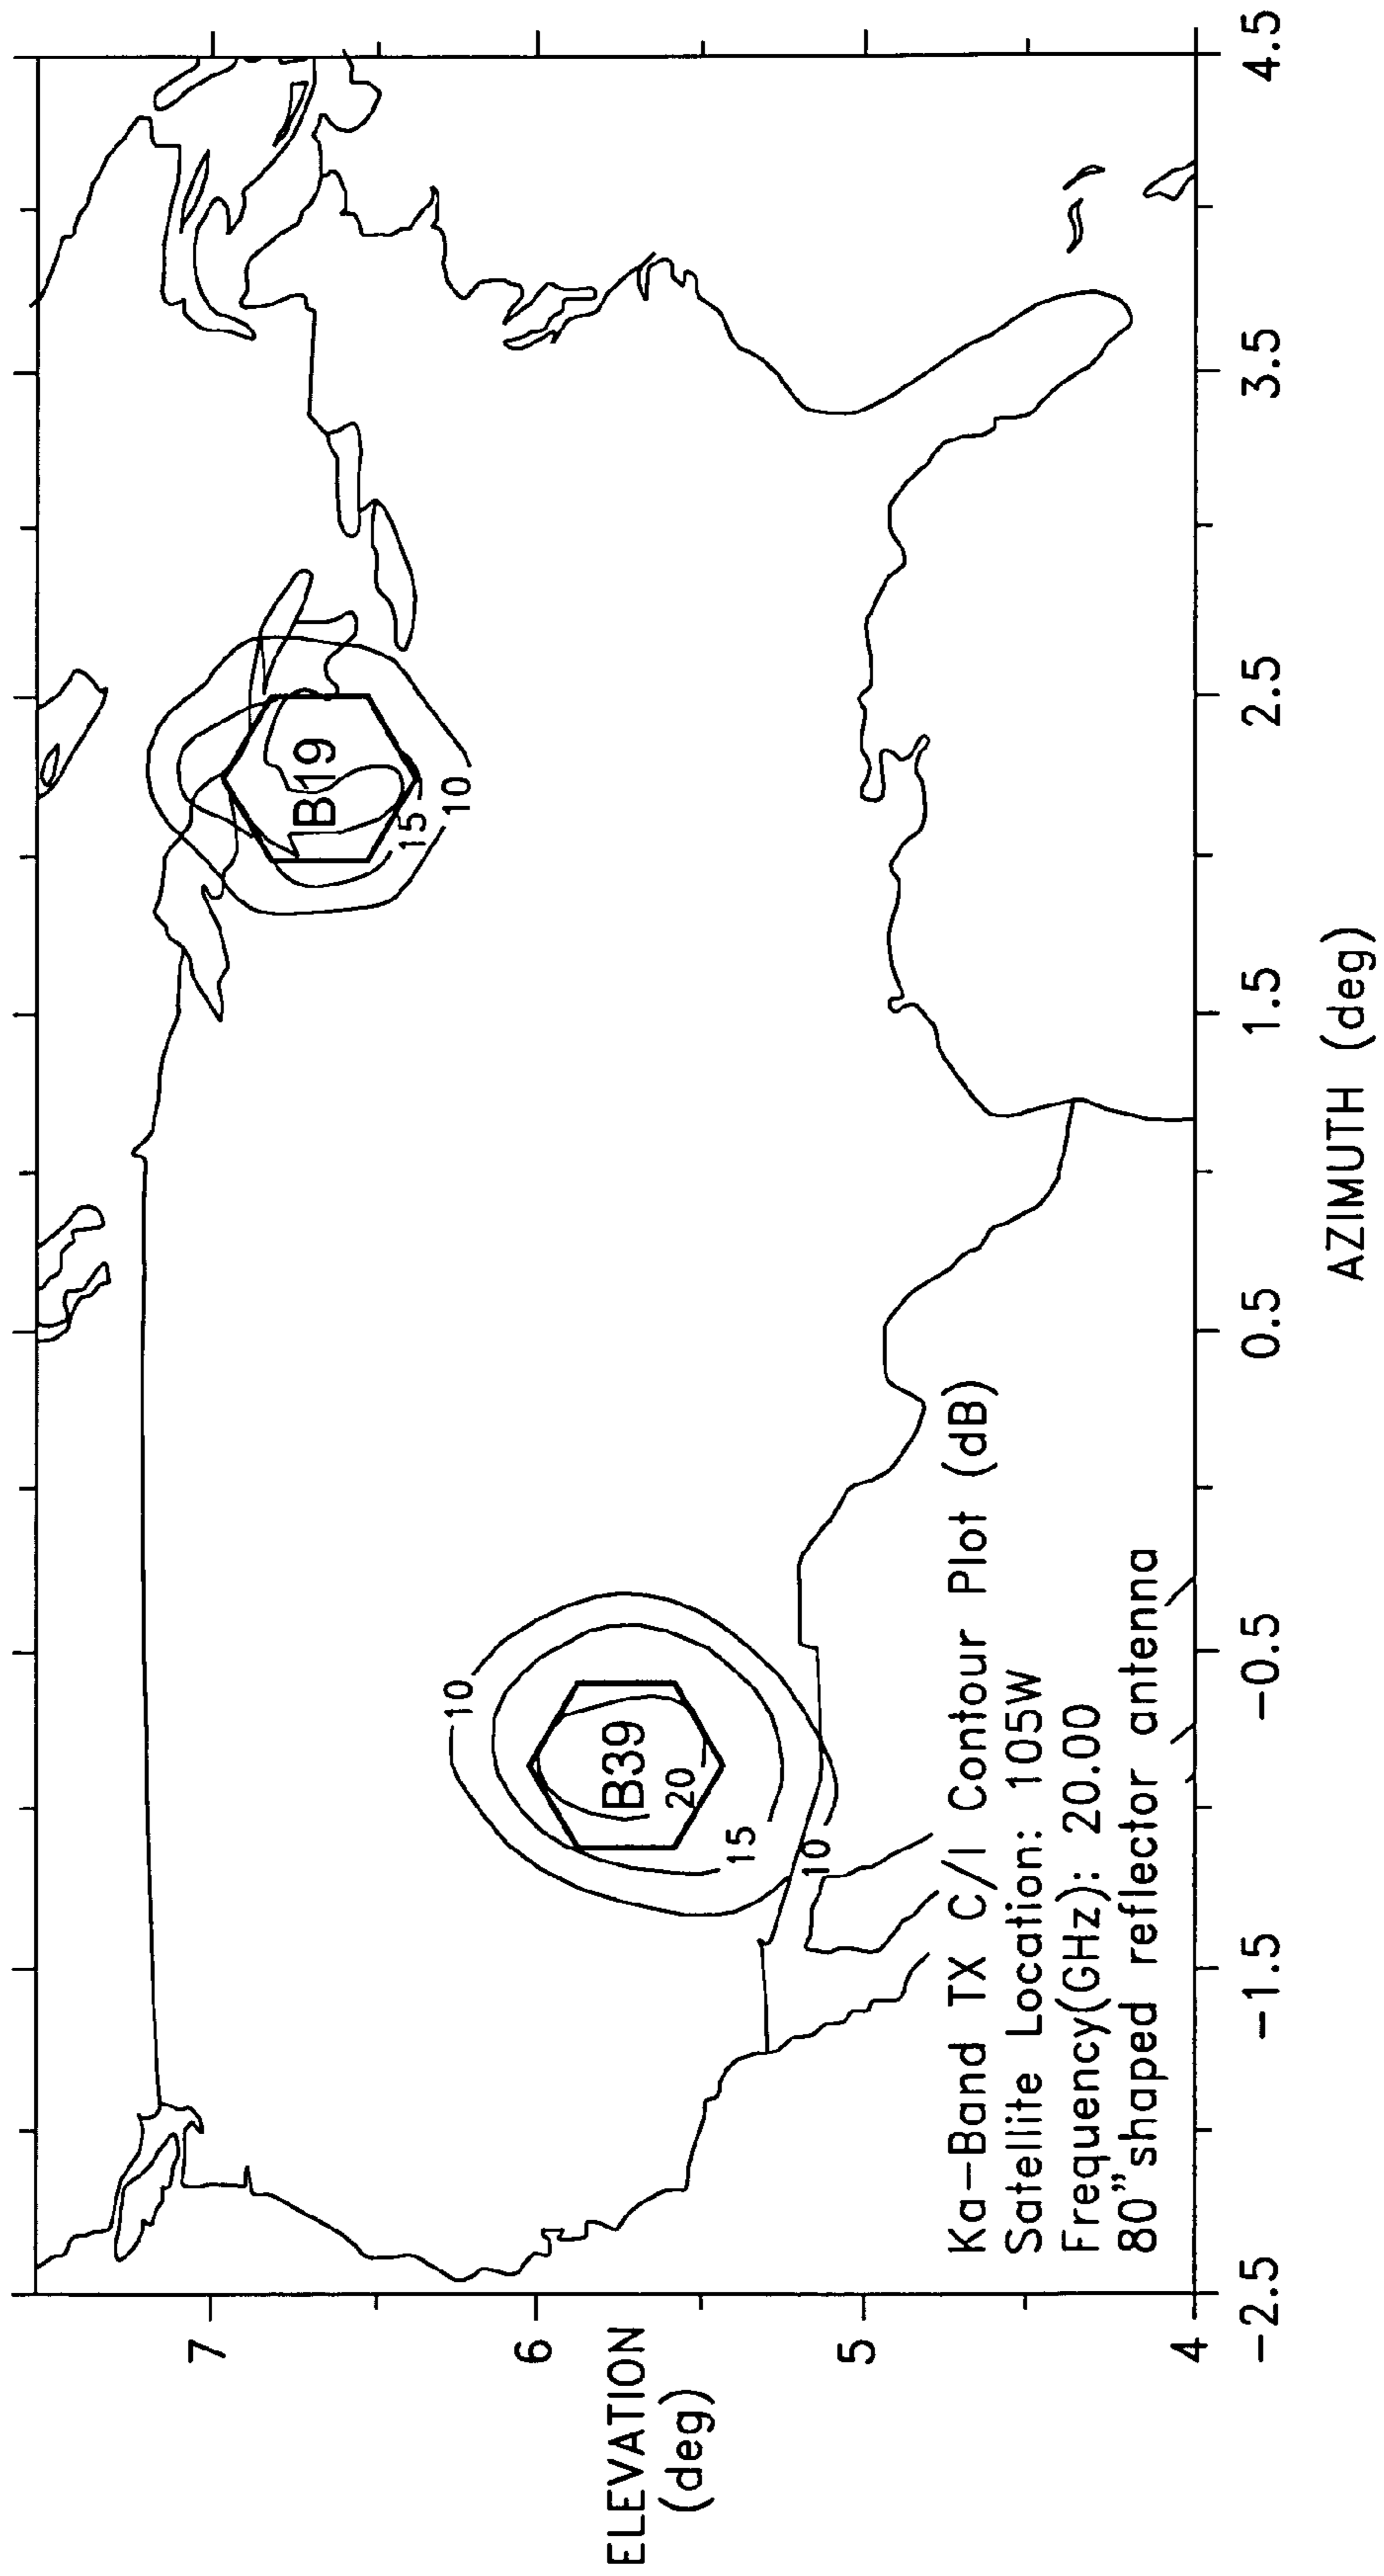 ELEVATION
(deg)
7
6
5
4
B19
15
10
10
B39
20
15
10
Ka-Band TX C/I Contour Plot (dB)
Satellite Location: 105W
Frequency(GHz): 20.00
80" shaped reflector antenna
-2.5
-1.5
-0.5
0.5
1.5
2.5
3.5
4.5
AZIMUTH (deg)